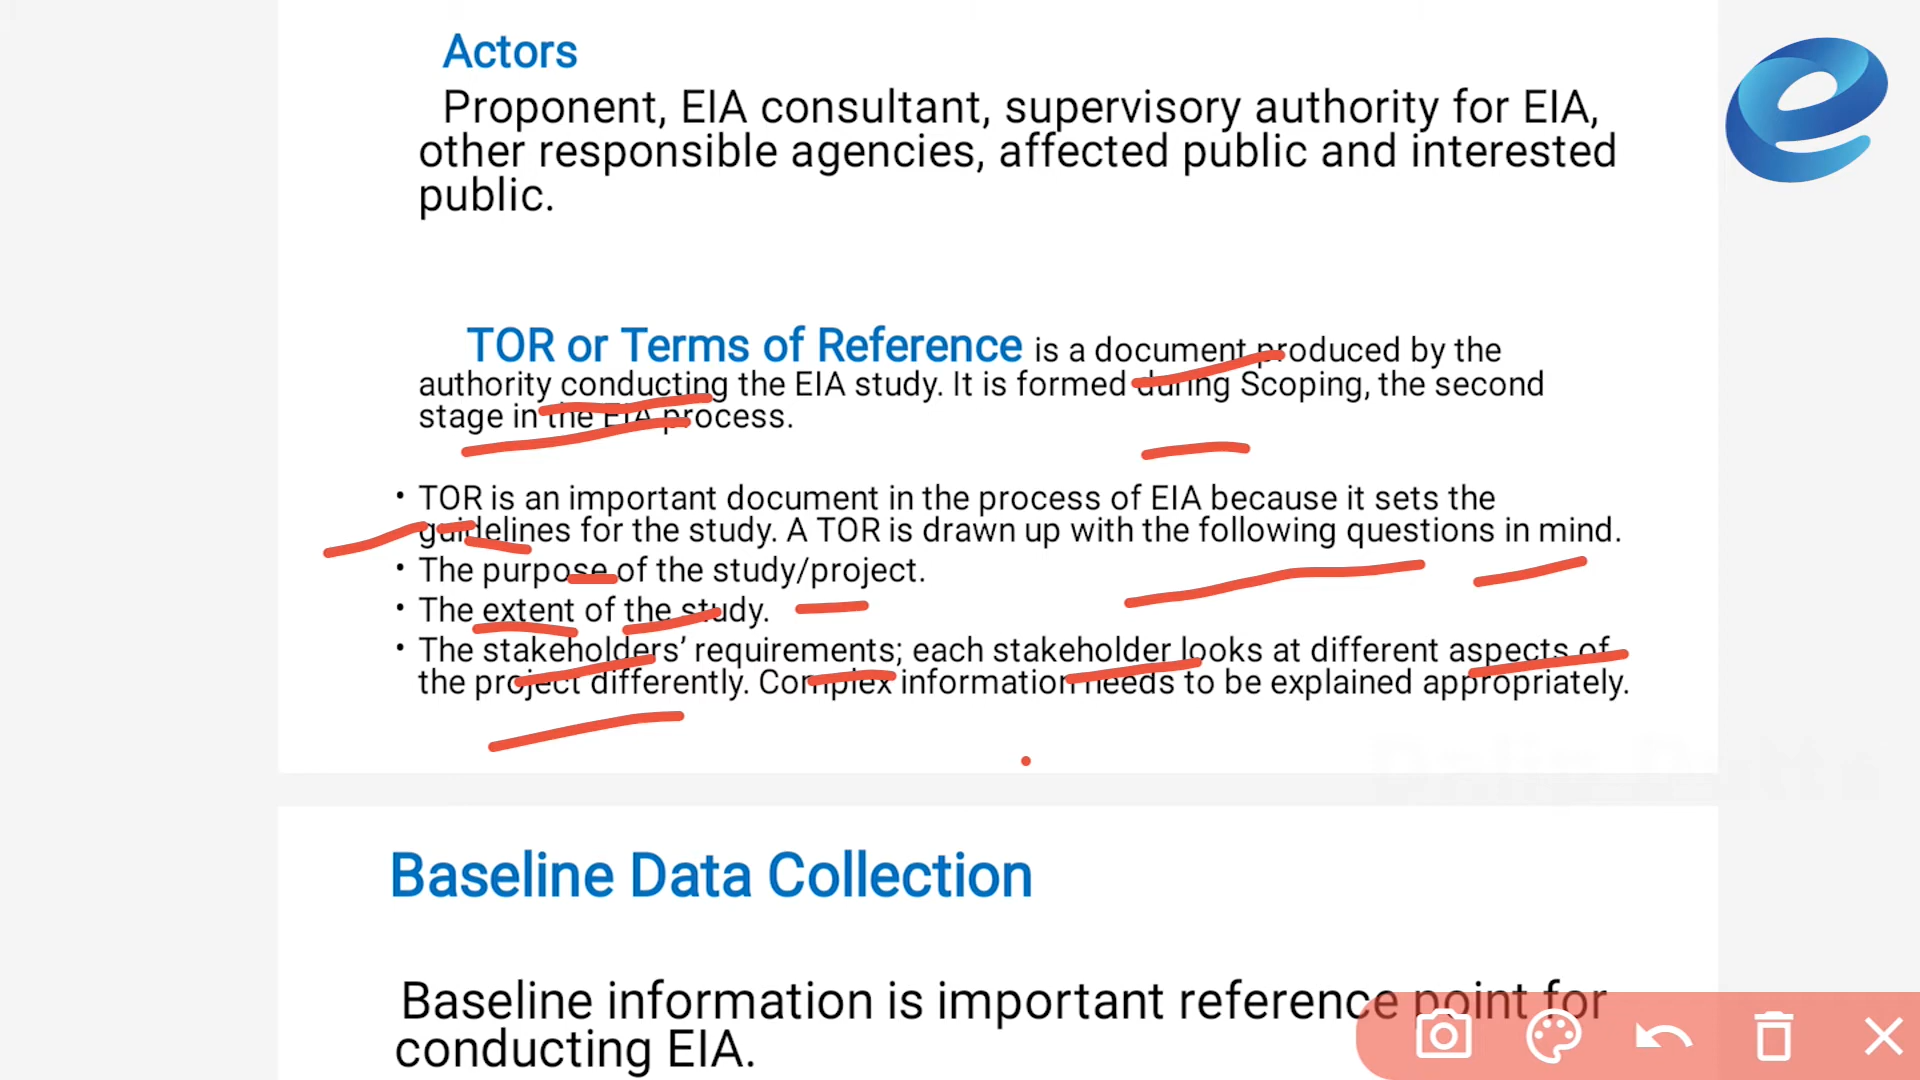 Actors
Proponent, EIA consultant, supervisory authority for EIA,
other responsible agencies, affected public and interested
public.
TOR or Terms of Reference is a document produced by the
authority conducting the EIA study. It is formed during Scoping, the second
stage in the EIA process.
• TOR is an important document in the process of EIA because it sets the
guidelines for the study. A TOR is drawn up with the following questions in mind.
• The purpose of the study/project.
• The extent of the study.
• The stakeholders’ requirements; each stakeholder looks at different aspects of
the project differently. Complex information needs to be explained appropriately.
Baseline Data Collection
Baseline information is important reference point for
conducting EIA.